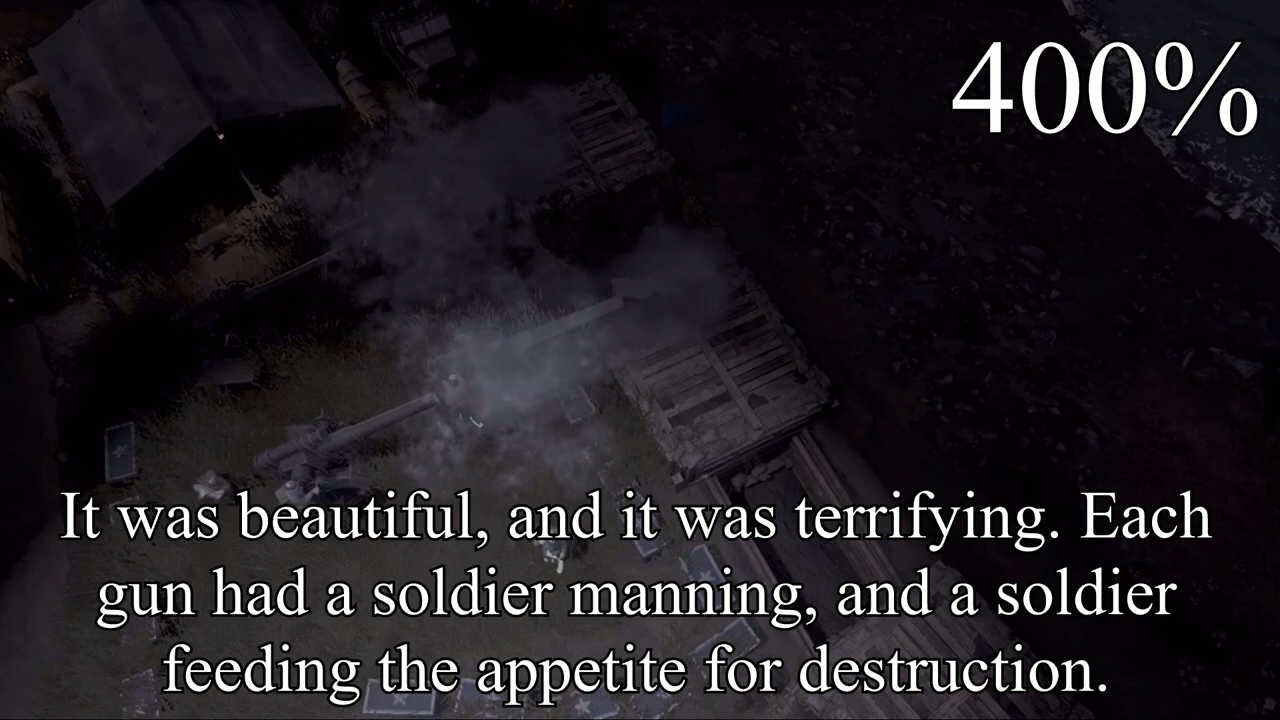 400%
It was beautiful, and it was terrifying. Each
gun had a soldier manning, and a soldier
feeding the appetite for destruction.